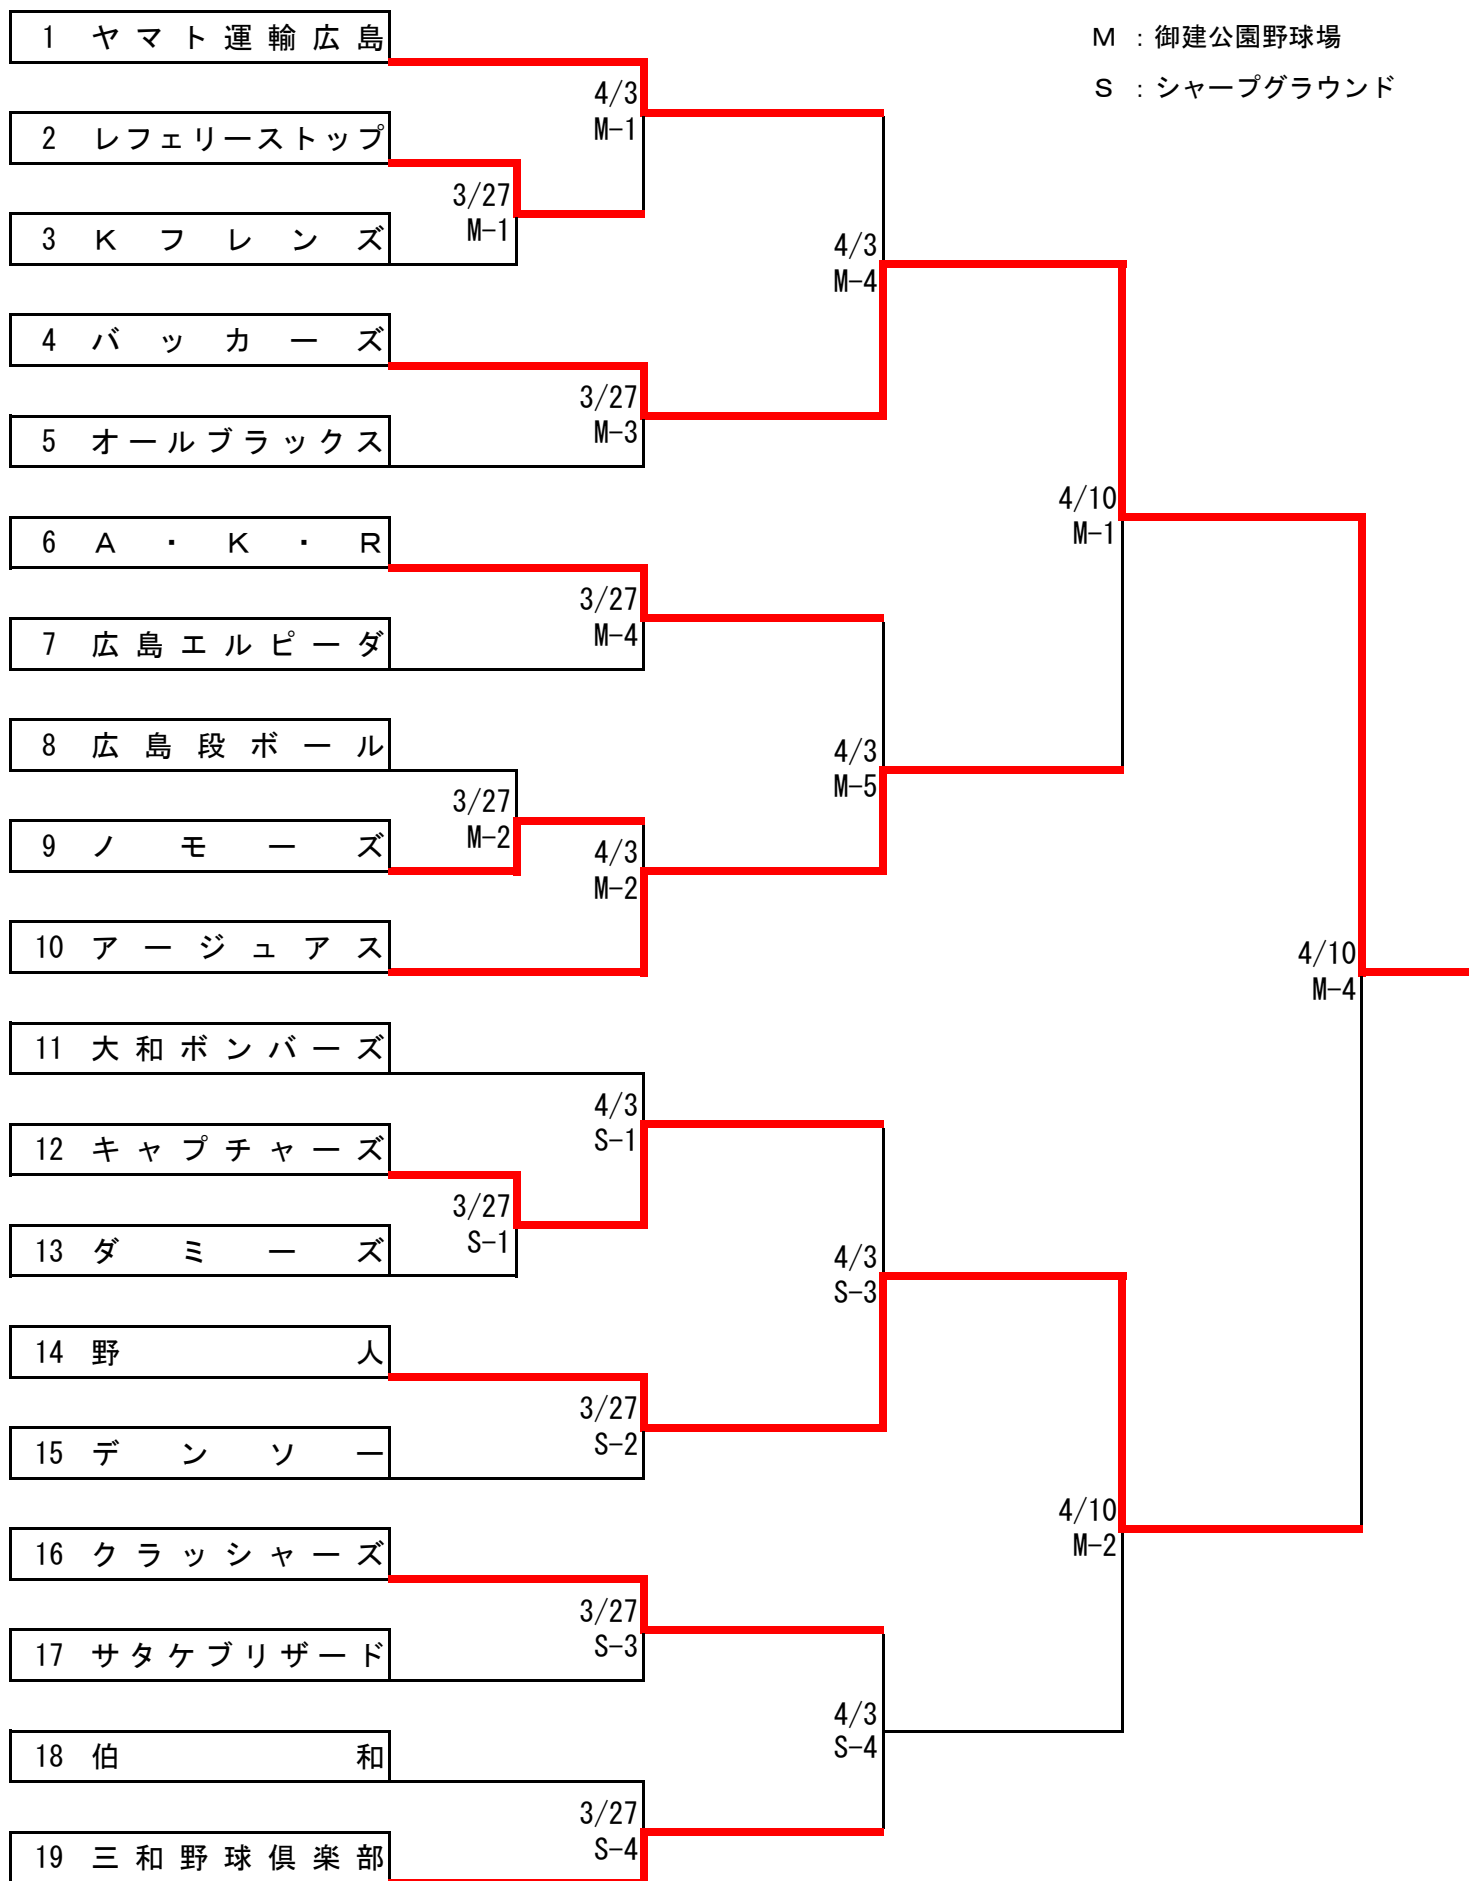 1 ヤマト運輸広島
M : 御建公園野球場
4/3
M-1
S : シャープグラウンド
2 レフェリーストップ
3/27
M-1
3 Kフレンズ
4/3
M-4
4 バッカーズ
3/27
M-3
5 オールブラックス
4/10
M-1
6 A・K・R
3/27
M-4
7 広島エルピーダ
8 広島段ボール
4/3
M-5
3/27
M-2
9 ノモーズ
4/3
M-2
10 アージュアス
4/10
M-4
11 大和ボンバーズ
4/3
S-1
12 キャプチャーズ
3/27
S-1
13 ダミーズ
4/3
S-3
14 野人
3/27
S-2
15 デンソー
4/10
M-2
16 クラッシャーズ
3/27
S-3
17 サタケブリザード
4/3
S-4
18 伯和
3/27
S-4
19 三和野球倶楽部